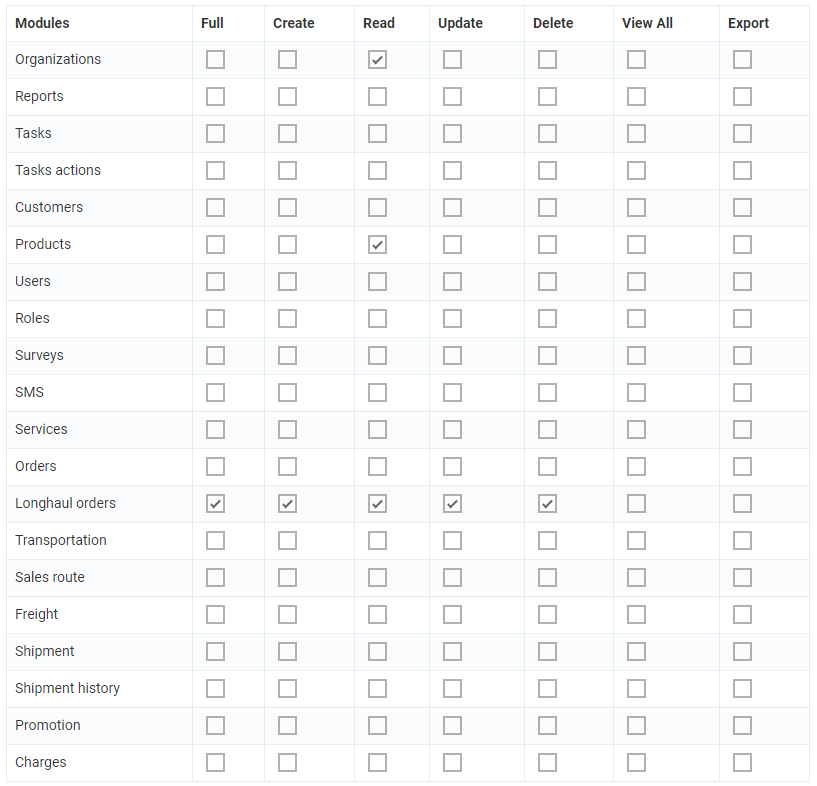 Modules Full Create Read Update Delete View All Export
Organizations
Reports
Tasks
Tasks actions
Customers
Products
Users
Roles
Surveys
SMS
Services
Orders
Longhaul orders
Transportation
Sales route
Freight
Shipment
Shipment history
Promotion
Charges